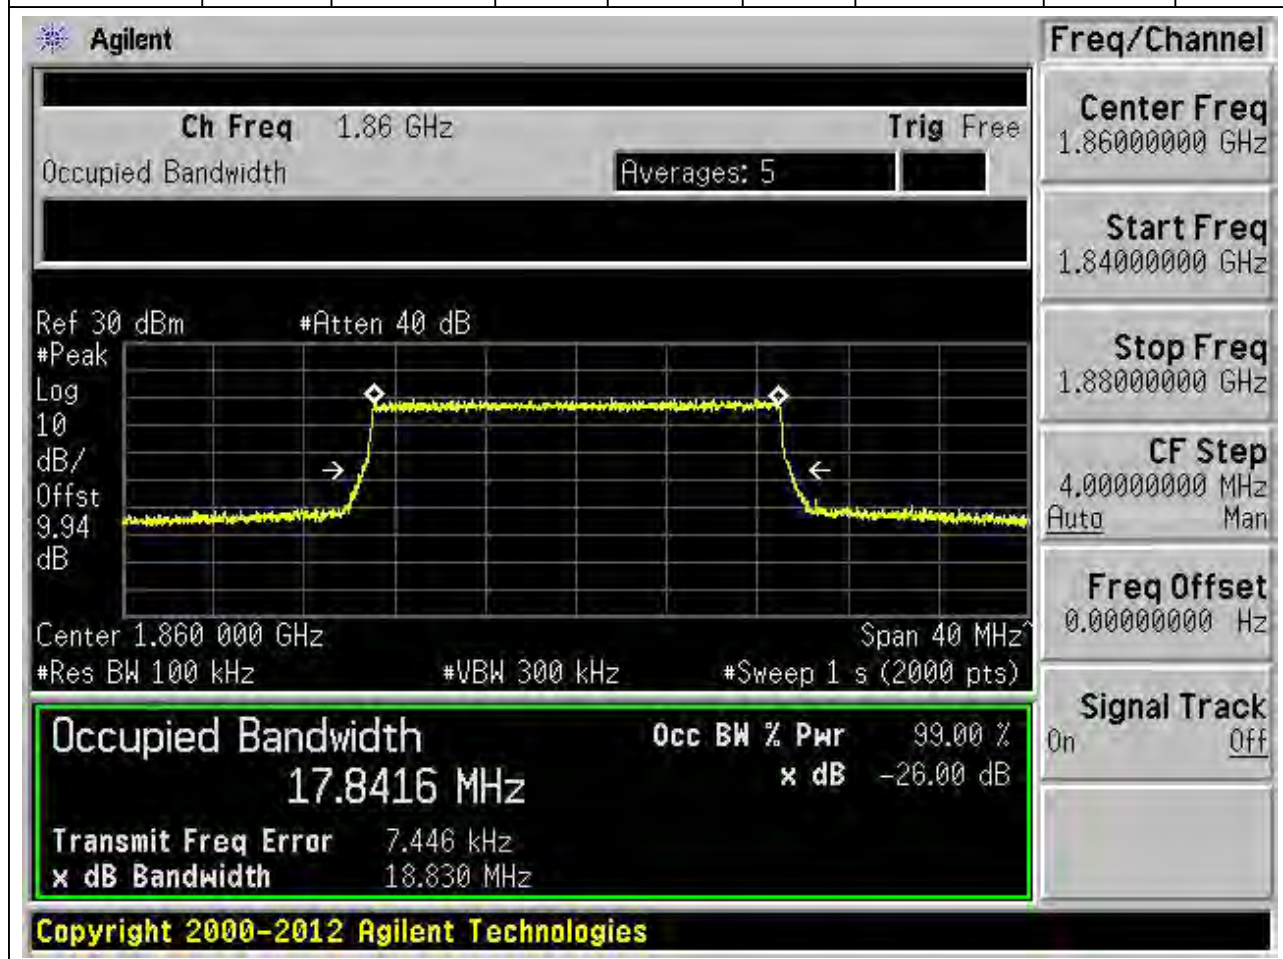 Agilent
Freq/Channel
Ch Freq 1.86 GHz Trig Free
Occupied Bandwidth Averages: 5
Center Freq
1.86000000 GHz
Start Freq
1.84000000 GHz
Stop Freq
1.88000000 GHz
CF Step
4.00000000 MHz
Auto Man
Freq Offset
0.00000000 Hz
Signal Track
On Off
Ref 30 dBm #Atten 40 dB
#Peak
Log
10
dB/
Offst
9.94
dB
Center 1.860 000 GHz Span 40 MHz^
#Res BW 100 kHz #VBW 300 kHz #Sweep 1 s (2000 pts)
Occupied Bandwidth Occ BW % Pwr 99.00 %
17.8416 MHz x dB -26.00 dB
Transmit Freq Error 7.446 kHz
x dB Bandwidth 18.830 MHz
Copyright 2000-2012 Agilent Technologies